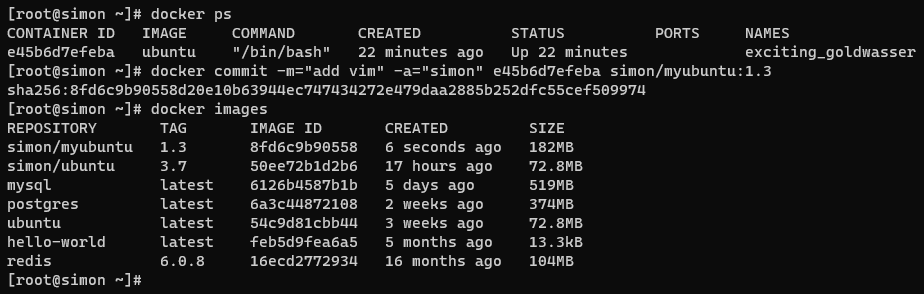 [root@simon ~]# docker ps
CONTAINER ID   IMAGE     COMMAND       CREATED          STATUS          PORTS     NAMES
e45b6d7efeba   ubuntu    "/bin/bash"   22 minutes ago   Up 22 minutes             exciting_goldwasser
[root@simon ~]# docker commit -m="add vim" -a="simon" e45b6d7efeba simon/myubuntu:1.3
sha256:8fd6c9b90558d20e10b63944ec747434272e479daa2885b252dfc55cef509974
[root@simon ~]# docker images
REPOSITORY       TAG       IMAGE ID       CREATED         SIZE
simon/myubuntu   1.3       8fd6c9b90558   6 seconds ago   182MB
simon/ubuntu     3.7       50ee72b1d2b6   17 hours ago    72.8MB
mysql            latest    6126b4587b1b   5 days ago      519MB
postgres         latest    6a3c44872108   2 weeks ago     374MB
ubuntu           latest    54c9d81cbb44   3 weeks ago     72.8MB
hello-world      latest    feb5d9fea6a5   5 months ago    13.3kB
redis            6.0.8     16ecd2772934   16 months ago   104MB
[root@simon ~]#